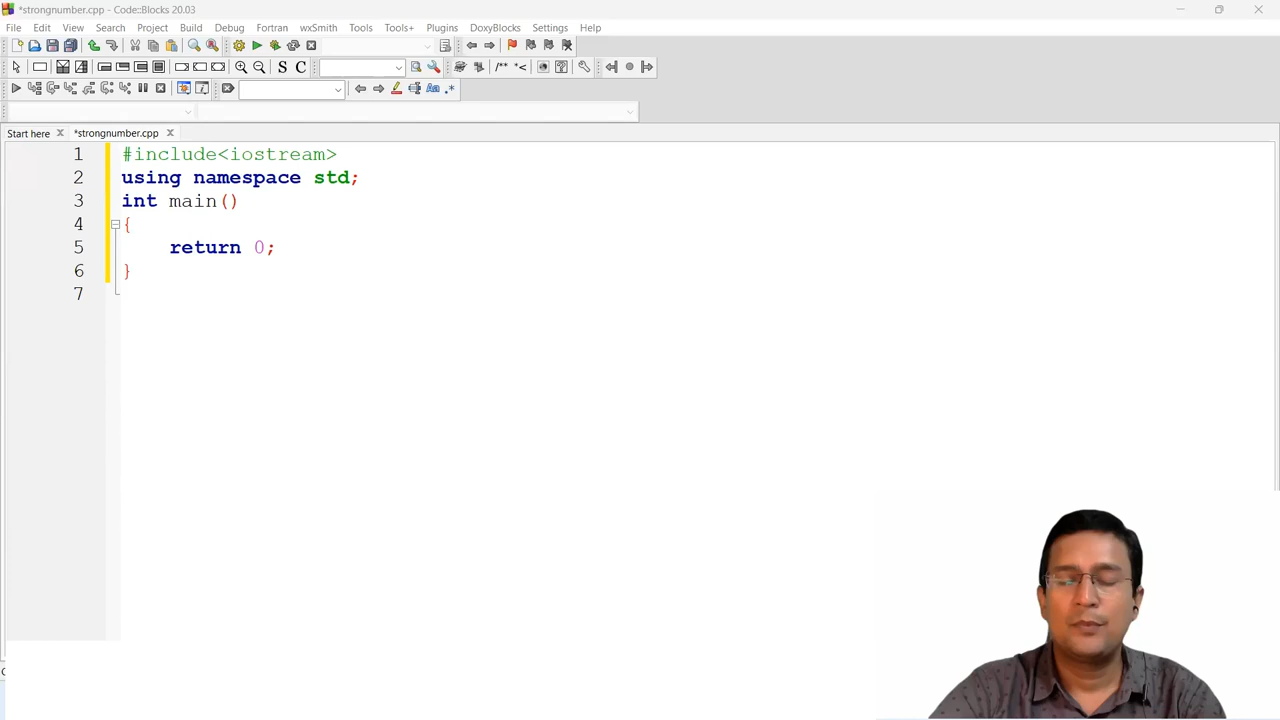 *strongnumber.cpp - Code::Blocks 20.03
File Edit View Search Project Build Debug Fortran wxSmith Tools Tools+ Plugins DoxyBlocks Settings Help
S C /** *<
Aa .*
Start here *strongnumber.cpp
1 #include<iostream>
2 using namespace std;
3 int main()
4 {
5 return 0;
6 }
7